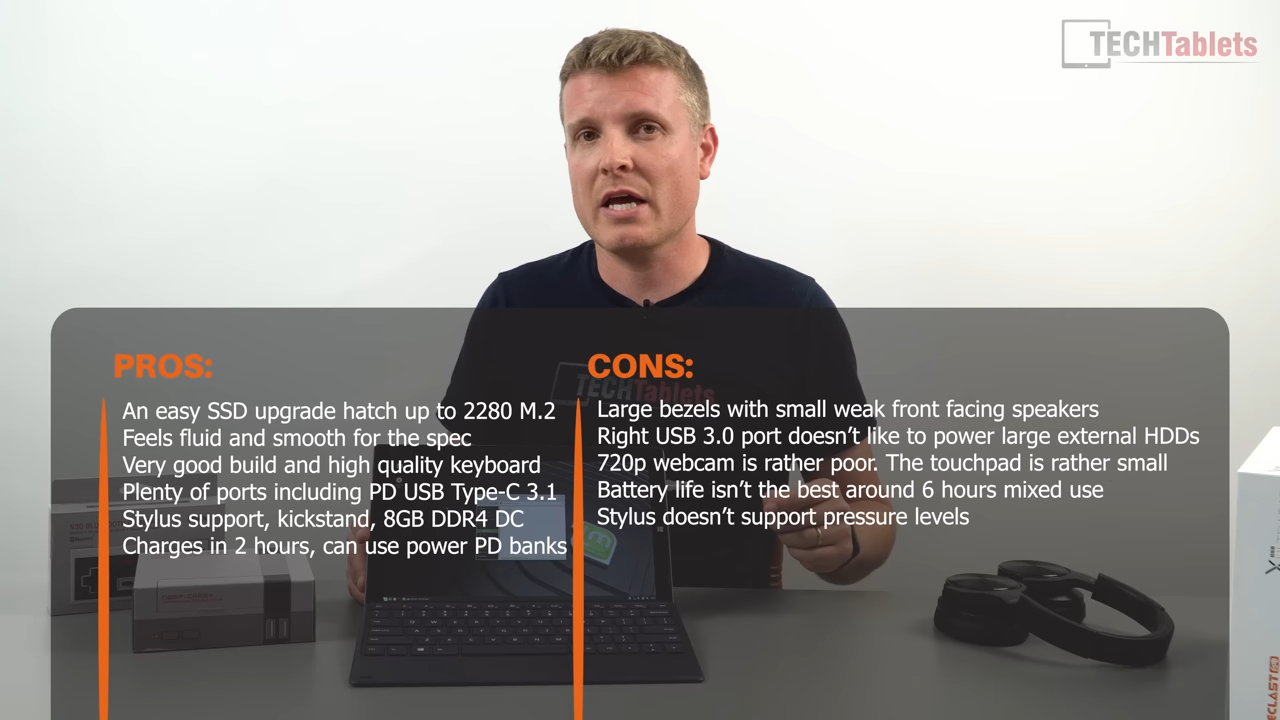 TECHTablets
PROS:
An easy SSD upgrade hatch up to 2280 M.2
Feels fluid and smooth for the spec
Very good build and high quality keyboard
Plenty of ports including PD USB Type-C 3.1
Stylus support, kickstand, 8GB DDR4 DC
Charges in 2 hours, can use power PD banks
CONS:
Large bezels with small weak front facing speakers
Right USB 3.0 port doesn't like to power large external HDDs
720p webcam is rather poor. The touchpad is rather small
Battery life isn't the best around 6 hours mixed use
Stylus doesn't support pressure levels
TECHTablets